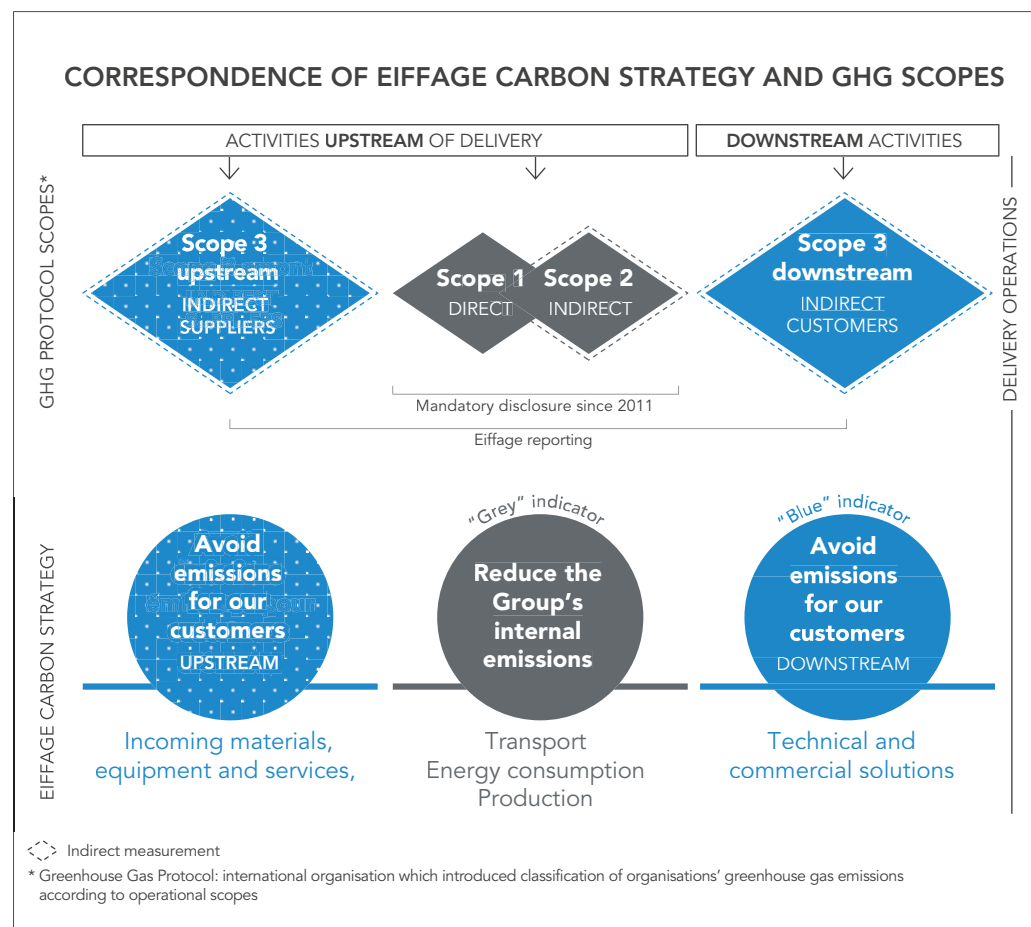 CORRESPONDENCE OF EIFFAGE CARBON STRATEGY AND GHG SCOPES
ACTIVITIES UPSTREAM OF DELIVERY
DOWNSTREAM ACTIVITIES
GHG PROTOCOL SCOPES*
Scope 3
upstream
INDIRECT
SUPPLIERS
Scope 1
DIRECT
Scope 2
INDIRECT
Scope 3
downstream
INDIRECT
CUSTOMERS
DELIVERY OPERATIONS
Mandatory disclosure since 2011
Eiffage reporting
EIFFAGE CARBON STRATEGY
Avoid
emissions
for our
customers
UPSTREAM
"Grey" indicator
Reduce the
Group's
internal
emissions
"Blue" indicator
Avoid
emissions
for our
customers
DOWNSTREAM
Incoming materials,
equipment and services,
Transport
Energy consumption
Production
Technical and
commercial solutions
Indirect measurement
* Greenhouse Gas Protocol: international organisation which introduced classification of organisations' greenhouse gas emissions
according to operational scopes